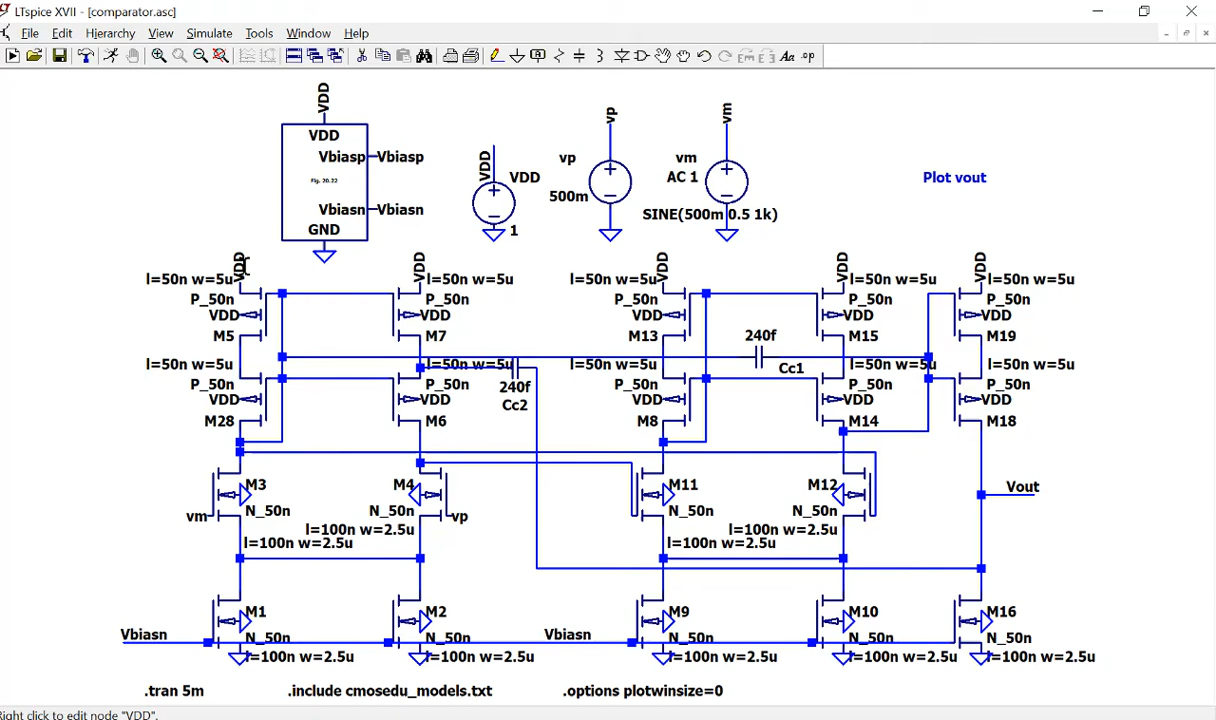 LTspice XVII - [comparator.asc]
File Edit Hierarchy View Simulate Tools Window Help
VDD
VDD
Vbiasp Vbiasp
Fig. 20.22
Vbiasn Vbiasn
GND
VDD
VDD
1
vp
vp
500m
vm
vm
AC 1
SINE(500m 0.5 1k)
Plot vout
VDD VDD VDD VDD VDD
l=50n w=5u l=50n w=5u l=50n w=5u l=50n w=5u l=50n w=5u
P_50n P_50n P_50n P_50n P_50n
VDD VDD VDD VDD VDD
M5 M7 M13 M15 M19
240f
Cc1
l=50n w=5u l=50n w=5u l=50n w=5u l=50n w=5u l=50n w=5u
P_50n P_50n P_50n P_50n P_50n
240f
VDD VDD VDD VDD VDD
Cc2
M28 M6 M8 M14 M18
M3 M4 M11 M12 Vout
N_50n N_50n N_50n N_50n
vm vp
l=100n w=2.5u l=100n w=2.5u
l=100n w=2.5u l=100n w=2.5u
M1 M2 M9 M10 M16
Vbiasn Vbiasn
N_50n N_50n N_50n N_50n N_50n
l=100n w=2.5u l=100n w=2.5u l=100n w=2.5u l=100n w=2.5u l=100n w=2.5u
.tran 5m .include cmosedu_models.txt .options plotwinsize=0
Right click to edit node "VDD".